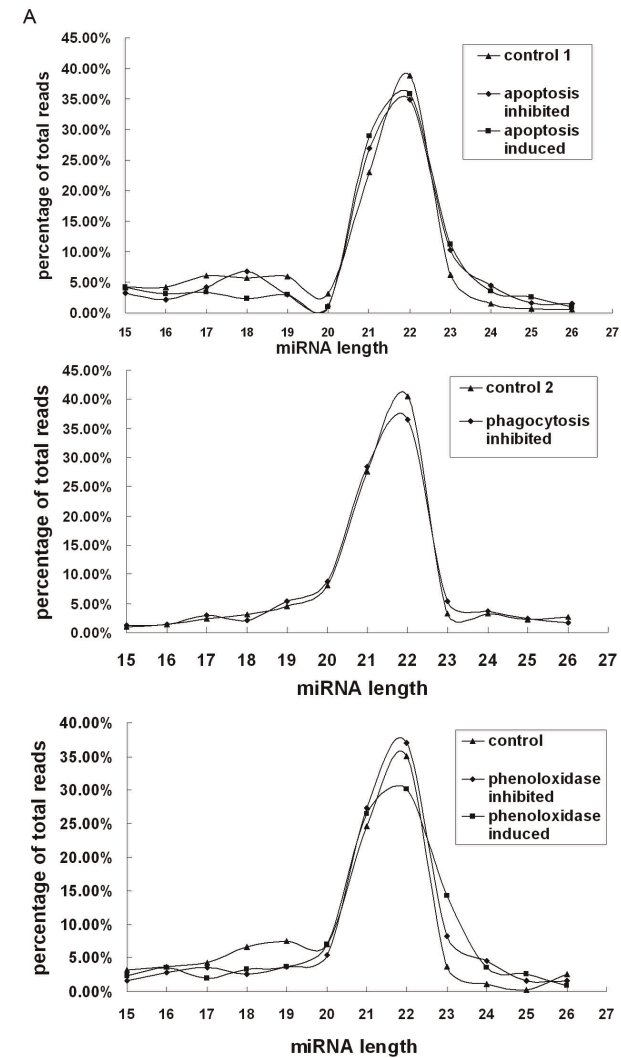 A
45.00%
40.00%
35.00%
30.00%
25.00%
20.00%
15.00%
10.00%
5.00%
0.00%
percentage of total reads
15 16 17 18 19 20 21 22 23 24 25 26 27
miRNA length
control 1
apoptosis
inhibited
apoptosis
induced
45.00%
40.00%
35.00%
30.00%
25.00%
20.00%
15.00%
10.00%
5.00%
0.00%
percentage of total reads
15 16 17 18 19 20 21 22 23 24 25 26 27
miRNA length
control 2
phagocytosis
inhibited
40.00%
35.00%
30.00%
25.00%
20.00%
15.00%
10.00%
5.00%
0.00%
percentage of total reads
15 16 17 18 19 20 21 22 23 24 25 26 27
miRNA length
control
phenoloxidase
inhibited
phenoloxidase
induced